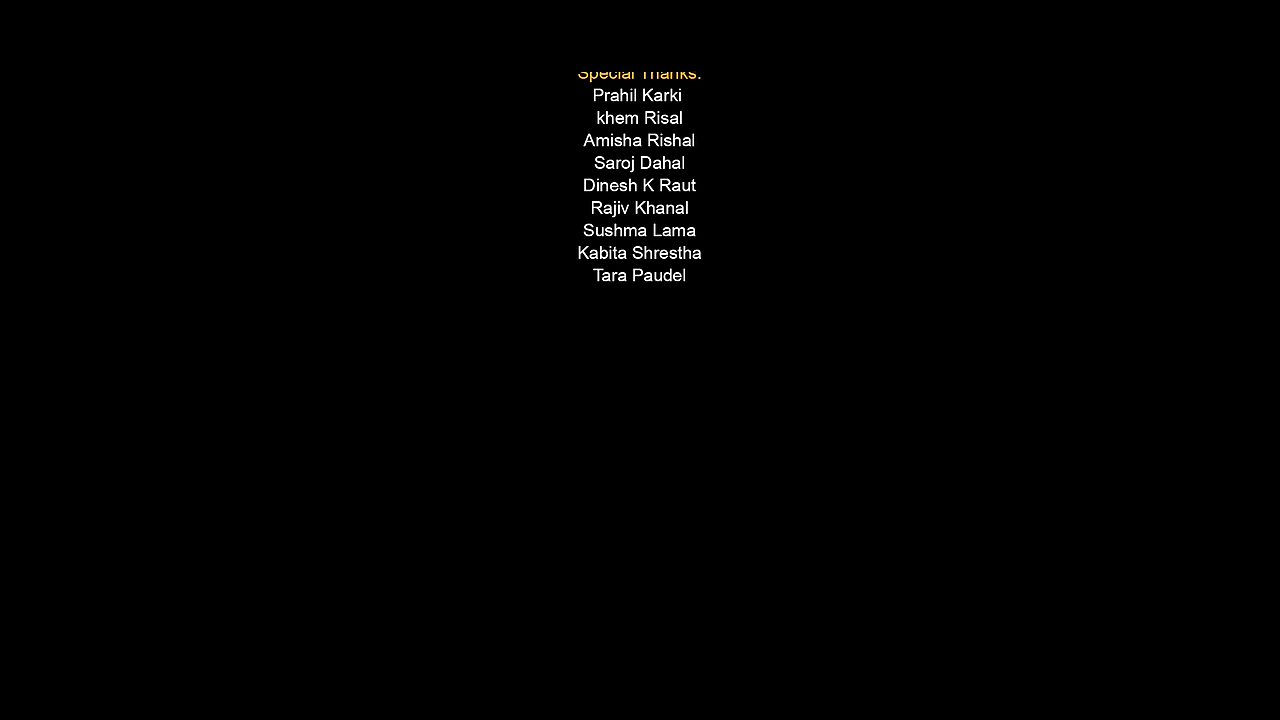 Special Thanks:
Prahil Karki
khem Risal
Amisha Rishal
Saroj Dahal
Dinesh K Raut
Rajiv Khanal
Sushma Lama
Kabita Shrestha
Tara Paudel